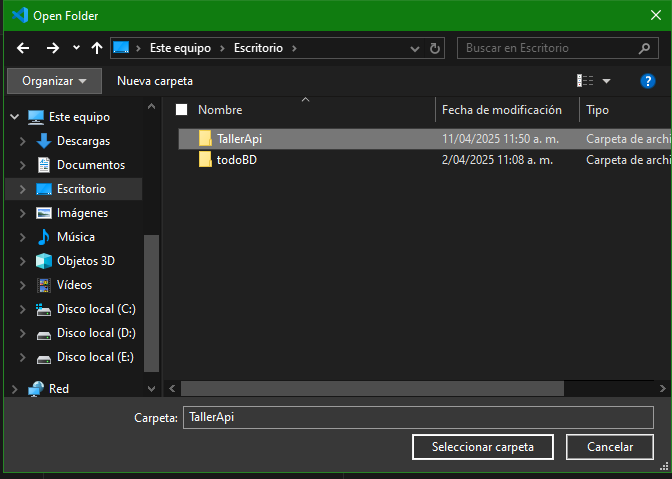 Open Folder
Este equipo Escritorio
Buscar en Escritorio
Organizar Nueva carpeta
Nombre Fecha de modificación Tipo
TallerApi 11/04/2025 11:50 a. m. Carpeta de archi
todoBD 2/04/2025 11:08 a. m. Carpeta de archi
Este equipo
Descargas
Documentos
Escritorio
Imágenes
Música
Objetos 3D
Vídeos
Disco local (C:)
Disco local (D:)
Disco local (E:)
Red
Carpeta: TallerApi
Seleccionar carpeta Cancelar